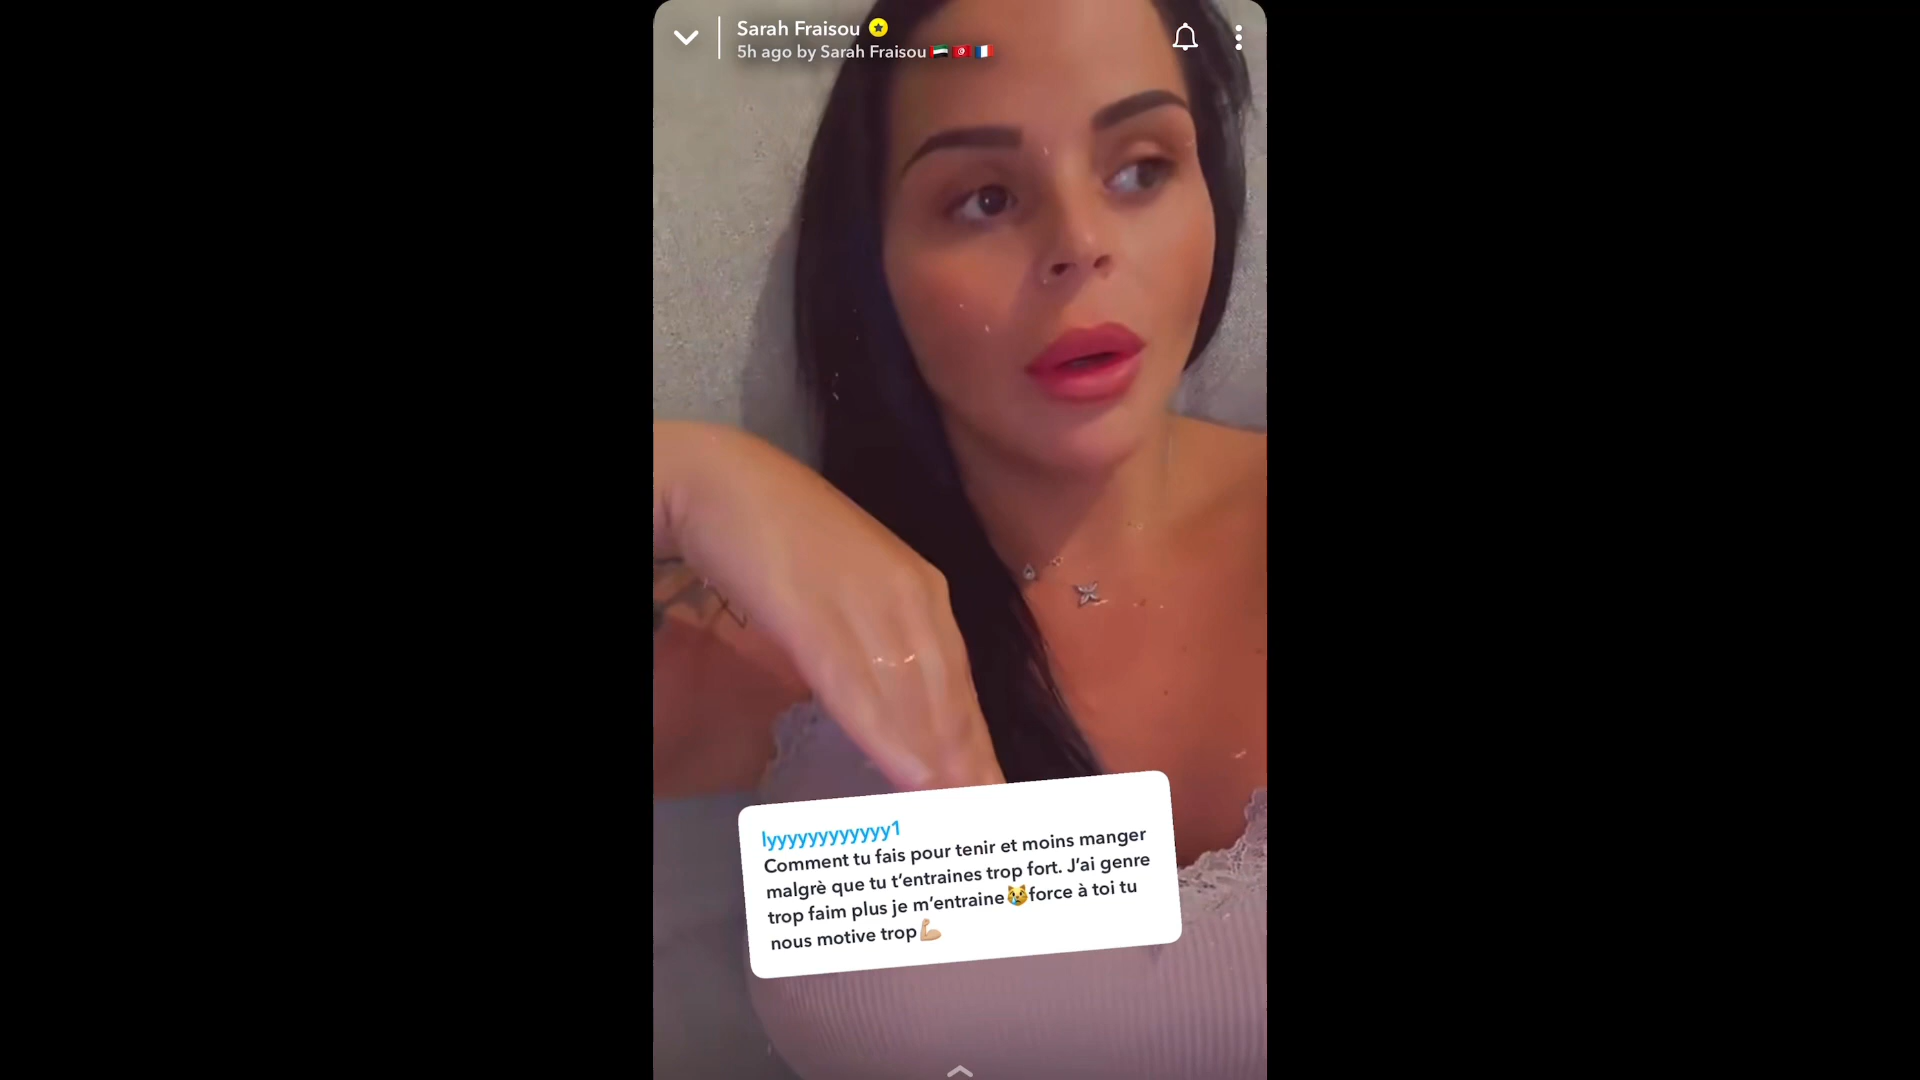 Sarah Fraisou
5h ago by Sarah Fraisou 🇦🇪🇹🇳🇫🇷
lyyyyyyyyyyyy1
Comment tu fais pour tenir et moins manger
malgrè que tu t'entraines trop fort. J'ai genre
trop faim plus je m'entraine😿force à toi tu
nous motive trop💪🏼